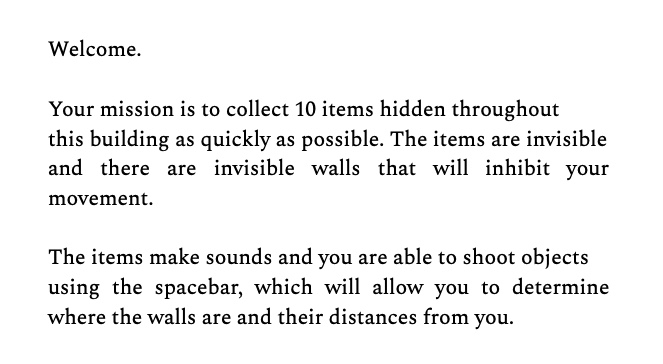 Welcome.
Your mission is to collect 10 items hidden throughout
this building as quickly as possible. The items are invisible
and there are invisible walls that will inhibit your
movement.
The items make sounds and you are able to shoot objects
using the spacebar, which will allow you to determine
where the walls are and their distances from you.